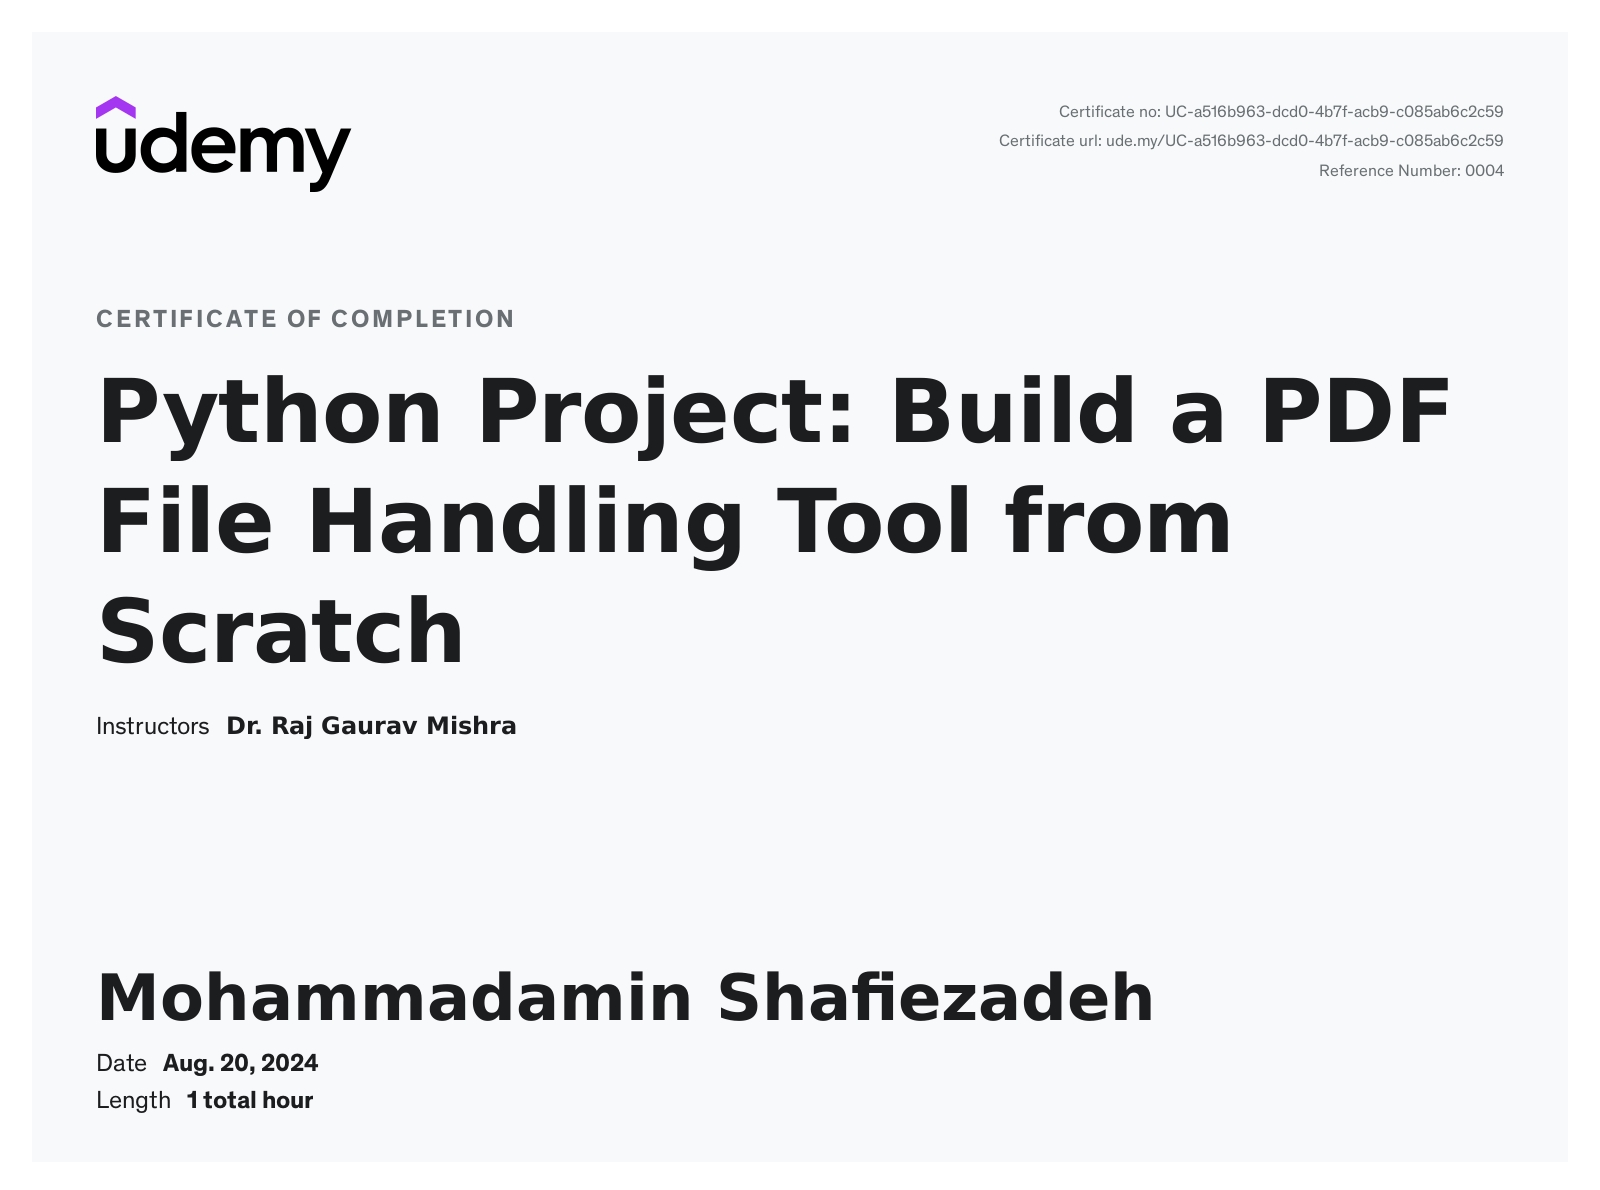 udemy
Certificate no: UC-a516b963-dcd0-4b7f-acb9-c085ab6c2c59
Certificate url: ude.my/UC-a516b963-dcd0-4b7f-acb9-c085ab6c2c59
Reference Number: 0004
CERTIFICATE OF COMPLETION
Python Project: Build a PDF
File Handling Tool from
Scratch
Instructors Dr. Raj Gaurav Mishra
Mohammadamin Shafiezadeh
Date Aug. 20, 2024
Length 1 total hour